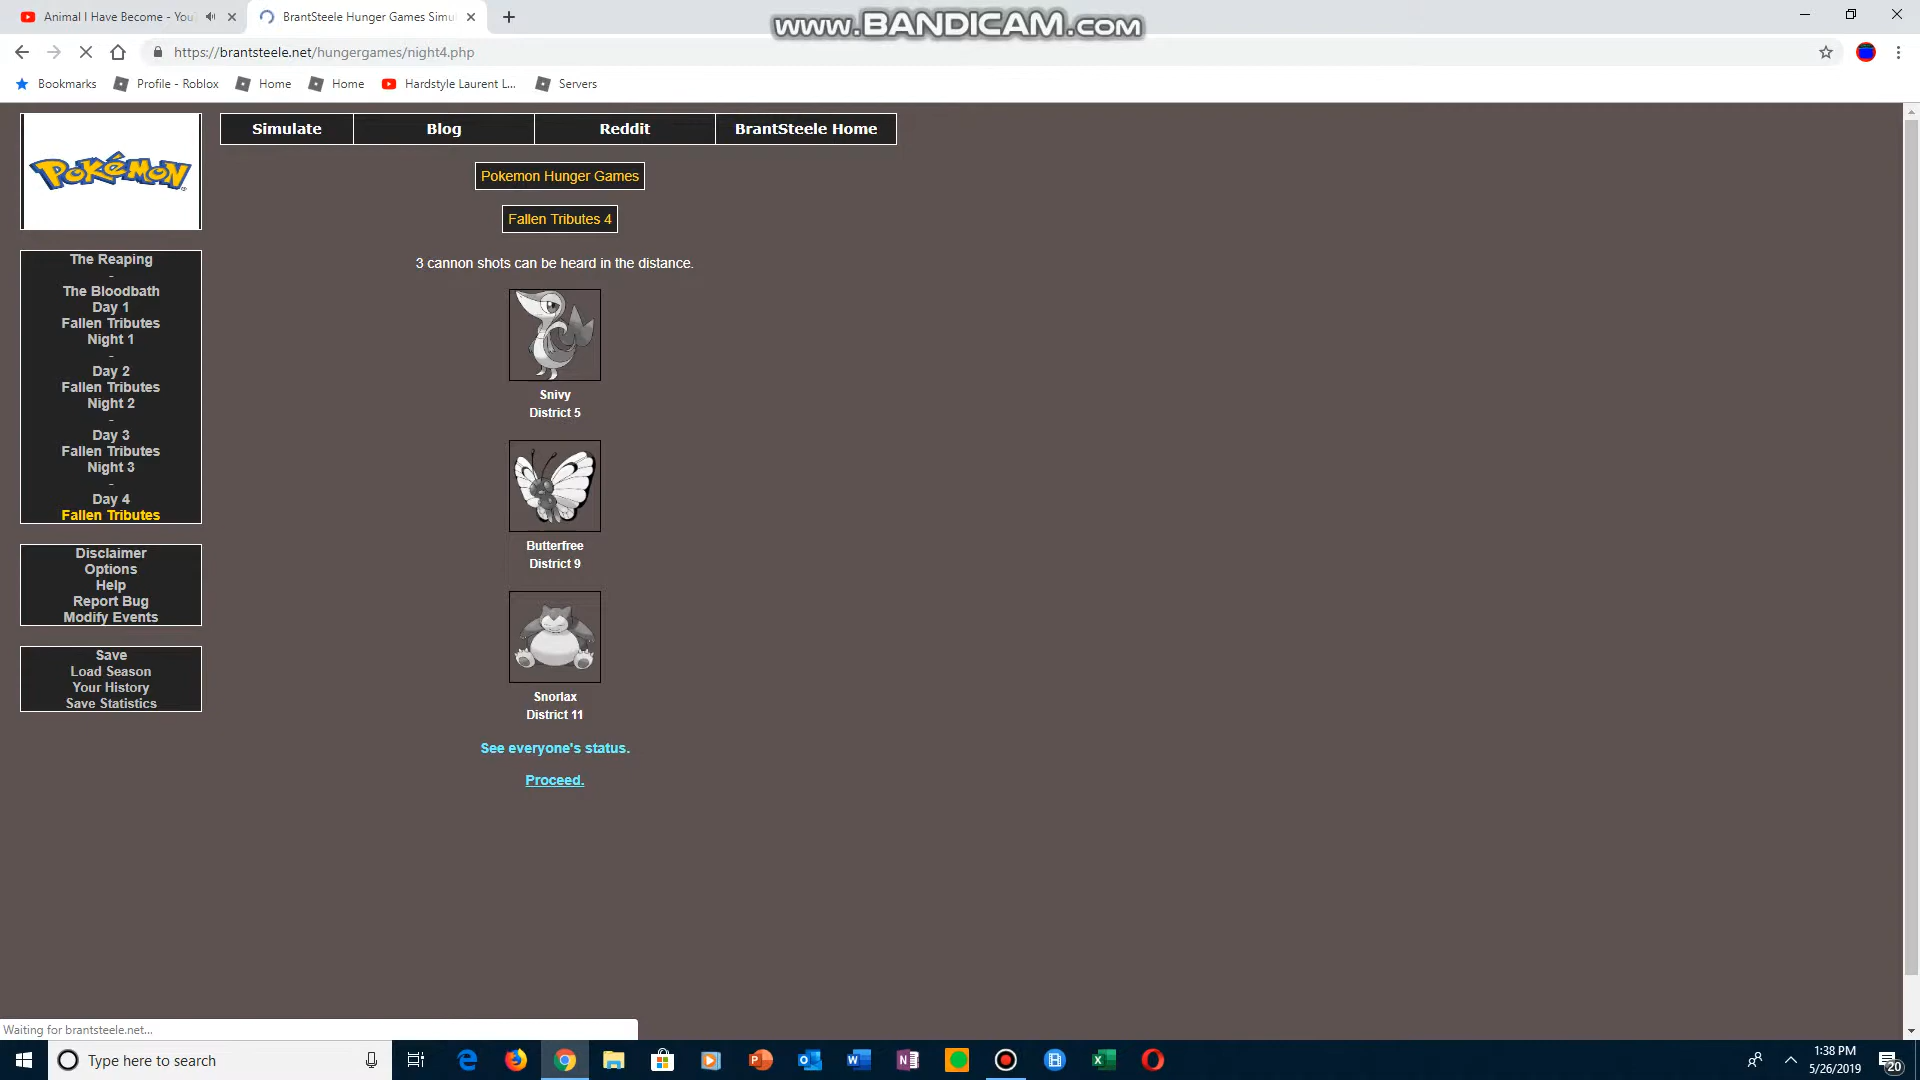 Animal I Have Become - You
BrantSteele Hunger Games Simu
www.BANDICAM.com
https://brantsteele.net/hungergames/night4.php
Bookmarks
Profile - Roblox
Home
Home
Hardstyle Laurent L...
Servers
POKéMON
Simulate
Blog
Reddit
BrantSteele Home
Pokemon Hunger Games
Fallen Tributes 4
3 cannon shots can be heard in the distance.
Snivy
District 5
Butterfree
District 9
Snorlax
District 11
See everyone's status.
Proceed.
The Reaping
-
The Bloodbath
Day 1
Fallen Tributes
Night 1
-
Day 2
Fallen Tributes
Night 2
-
Day 3
Fallen Tributes
Night 3
-
Day 4
Fallen Tributes
Disclaimer
Options
Help
Report Bug
Modify Events
Save
Load Season
Your History
Save Statistics
Waiting for brantsteele.net...
Type here to search
1:38 PM
5/26/2019
20